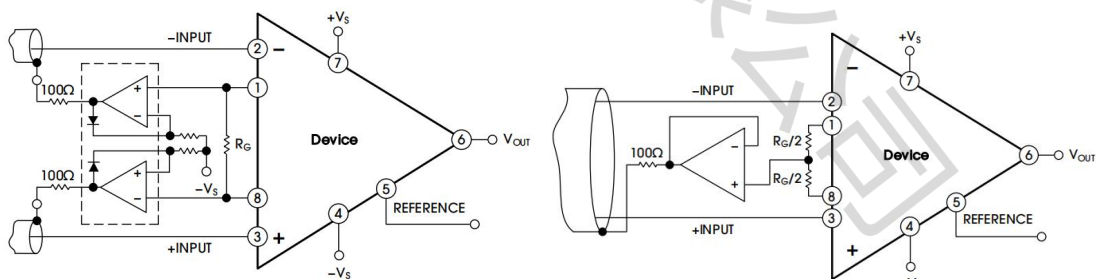 +Vs
−INPUT
2
−
7
1
100Ω
+
−
Device
RG
6
VOUT
100Ω
+
−
−Vs
8
5
REFERENCE
4
3
+INPUT
+
−Vs
+Vs
−
7
−INPUT
2
1
RG/2
Device
100Ω
−
+
6
VOUT
RG/2
8
5
REFERENCE
3
+INPUT
4
+
公司